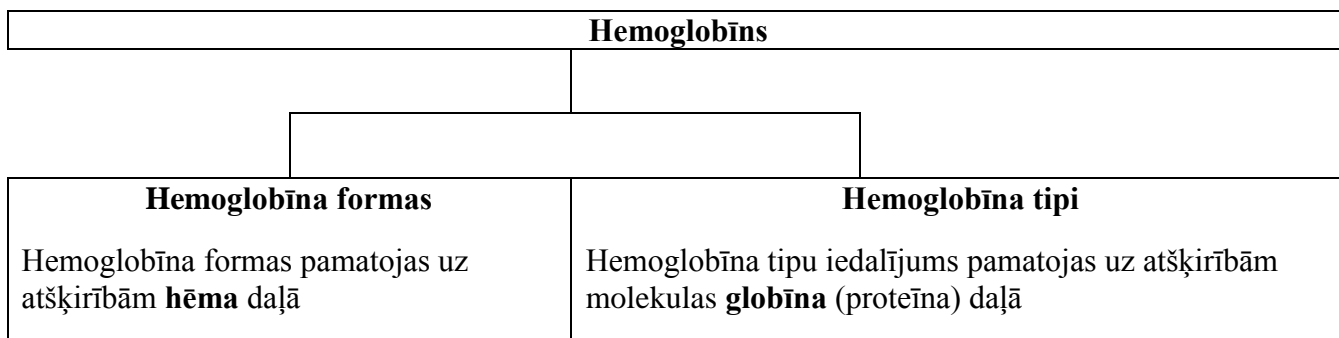 Hemoglobīns
Hemoglobīna formas
Hemoglobīna formas pamatojas uz
atšķirībām hēma daļā
Hemoglobīna tipi
Hemoglobīna tipu iedalījums pamatojas uz atšķirībām
molekulas globīna (proteīna) daļā